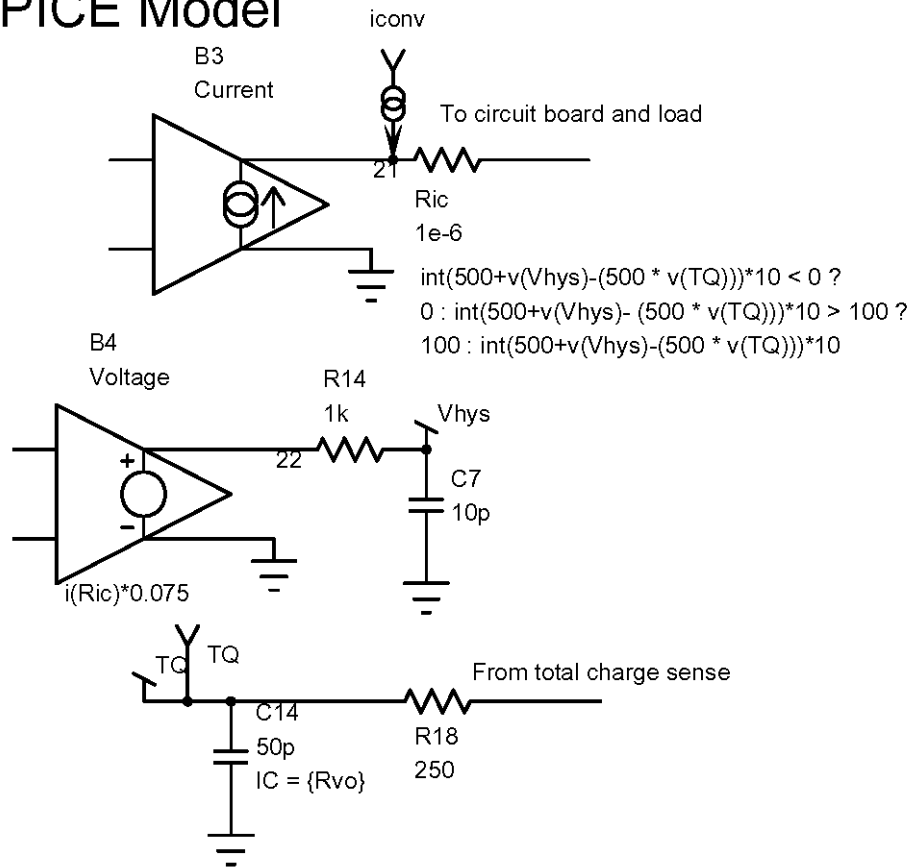 PICE Model
iconv
B3
Current
To circuit board and load
21
Ric
1e-6
int(500+v(Vhys)-(500 * v(TQ)))*10 < 0 ?
0 : int(500+v(Vhys)- (500 * v(TQ)))*10 > 100 ?
100 : int(500+v(Vhys)-(500 * v(TQ)))*10
B4
Voltage
R14
1k
Vhys
22
C7
10p
+
−
i(Ric)*0.075
TQ
TQ
From total charge sense
C14
50p
IC = {Rvo}
R18
250